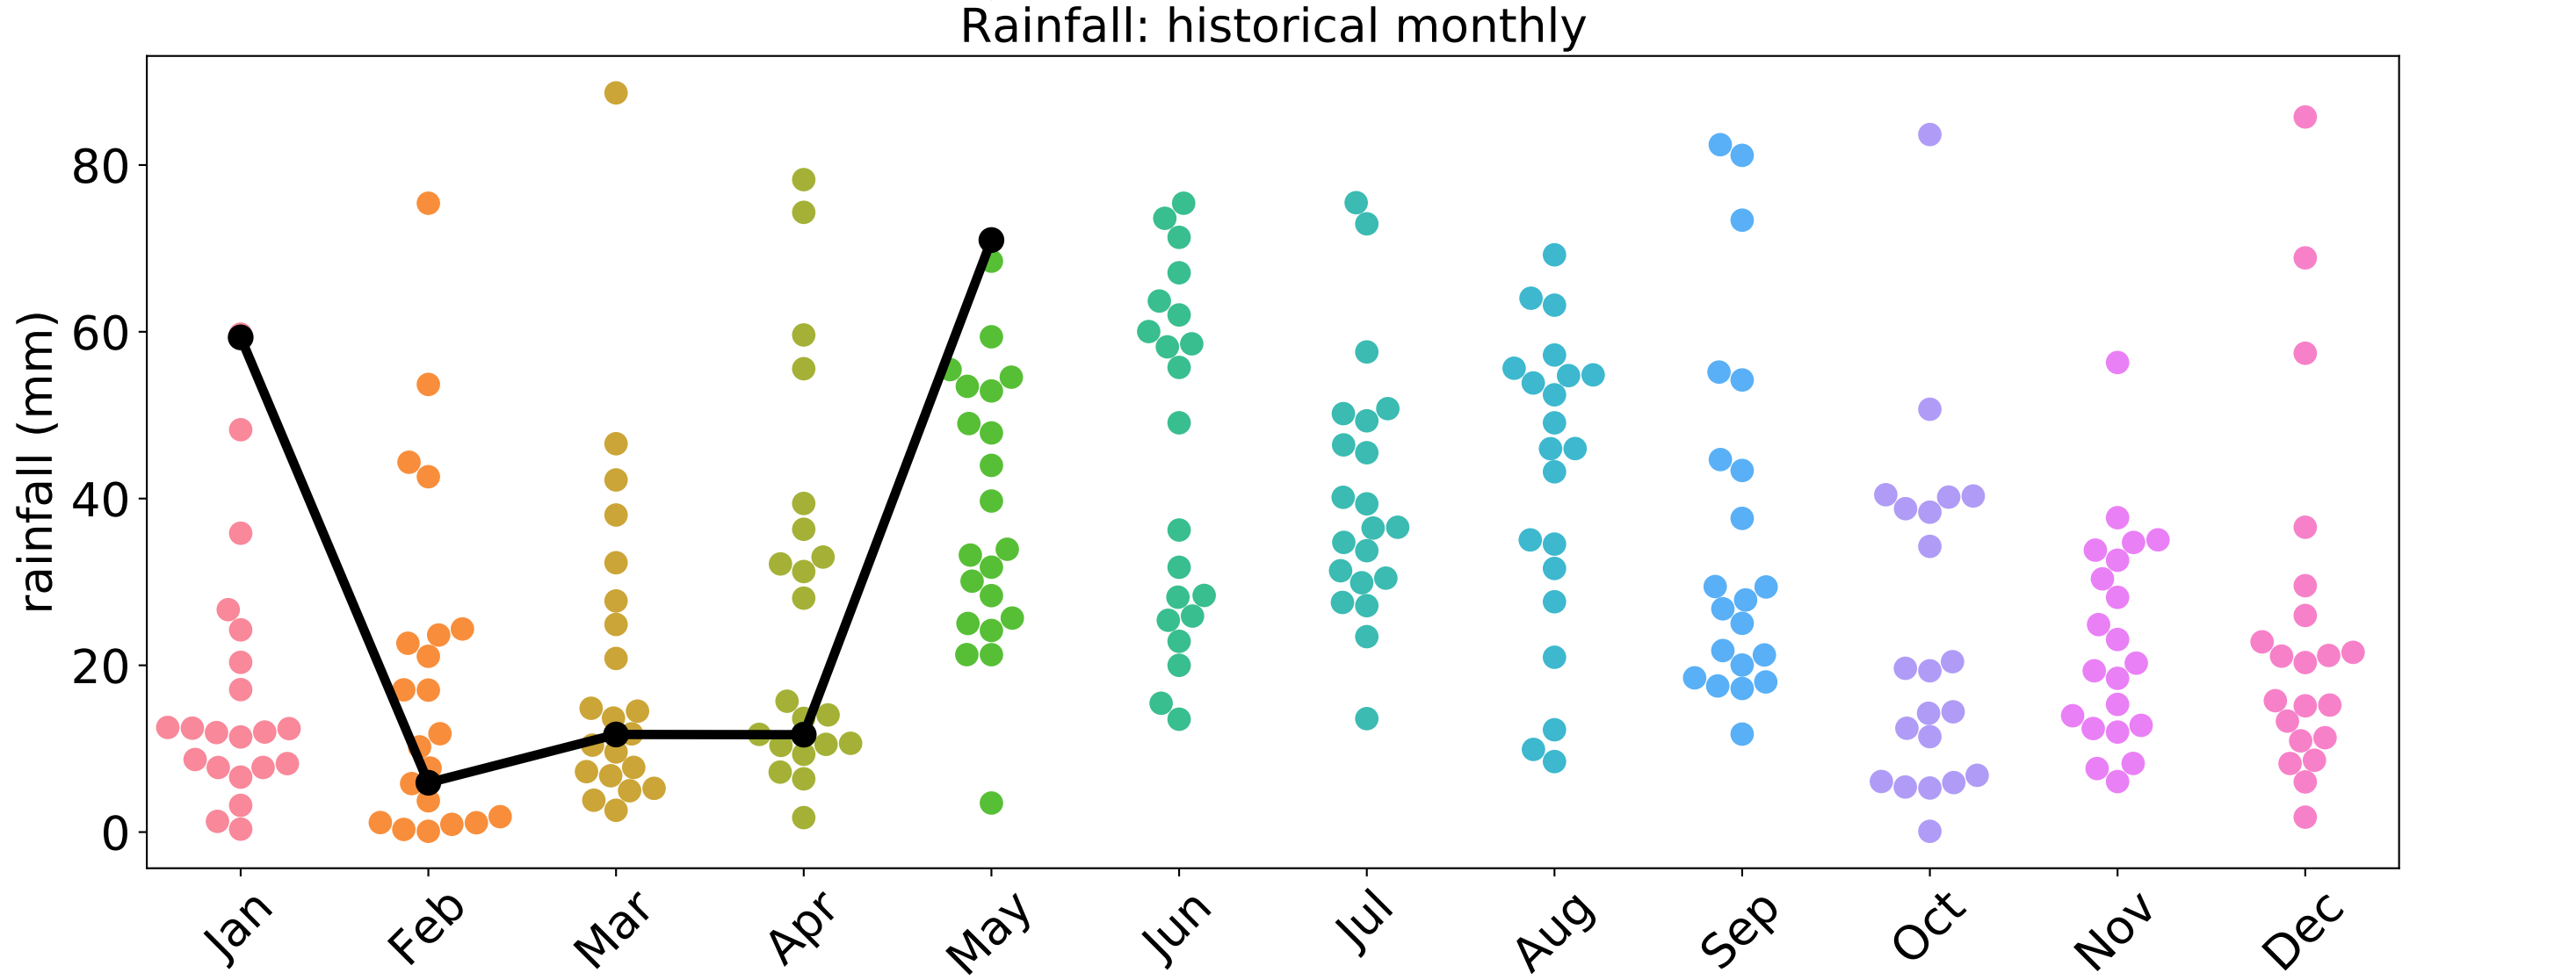 Rainfall: historical monthly
rainfall (mm)
80
60
40
20
0
Jan
Feb
Mar
Apr
May
Jun
Jul
Aug
Sep
Oct
Nov
Dec